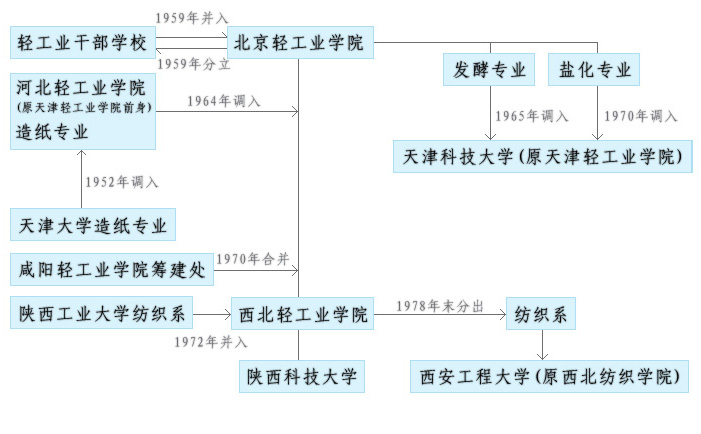 1959年并入
轻工业干部学校
北京轻工业学院
1959年分立
河北轻工业学院
(原天津轻工业学院前身)
造纸专业
1964年调入
发酵专业
盐化专业
1965年调入
1970年调入
天津科技大学(原天津轻工业学院)
1952年调入
天津大学造纸专业
咸阳轻工业学院筹建处
1970年合并
陕西工业大学纺织系
1972年并入
西北轻工业学院
1978年末分出
纺织系
陕西科技大学
西安工程大学(原西北纺织学院)